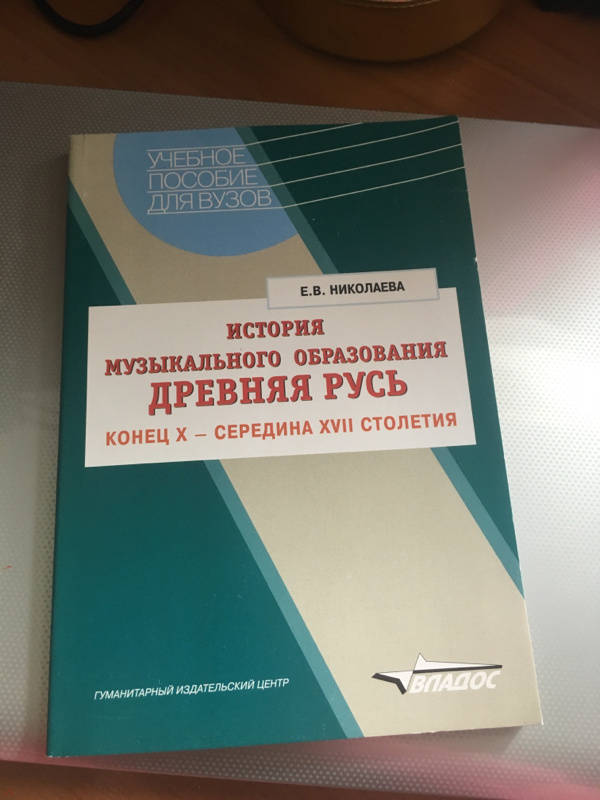 УЧЕБНОЕ
ПОСОБИЕ
ДЛЯ ВУЗОВ
Е.В. НИКОЛАЕВА
ИСТОРИЯ
МУЗЫКАЛЬНОГО ОБРАЗОВАНИЯ
ДРЕВНЯЯ РУСЬ
КОНЕЦ X – СЕРЕДИНА XVII СТОЛЕТИЯ
ГУМАНИТАРНЫЙ ИЗДАТЕЛЬСКИЙ ЦЕНТР
ВЛАДОС